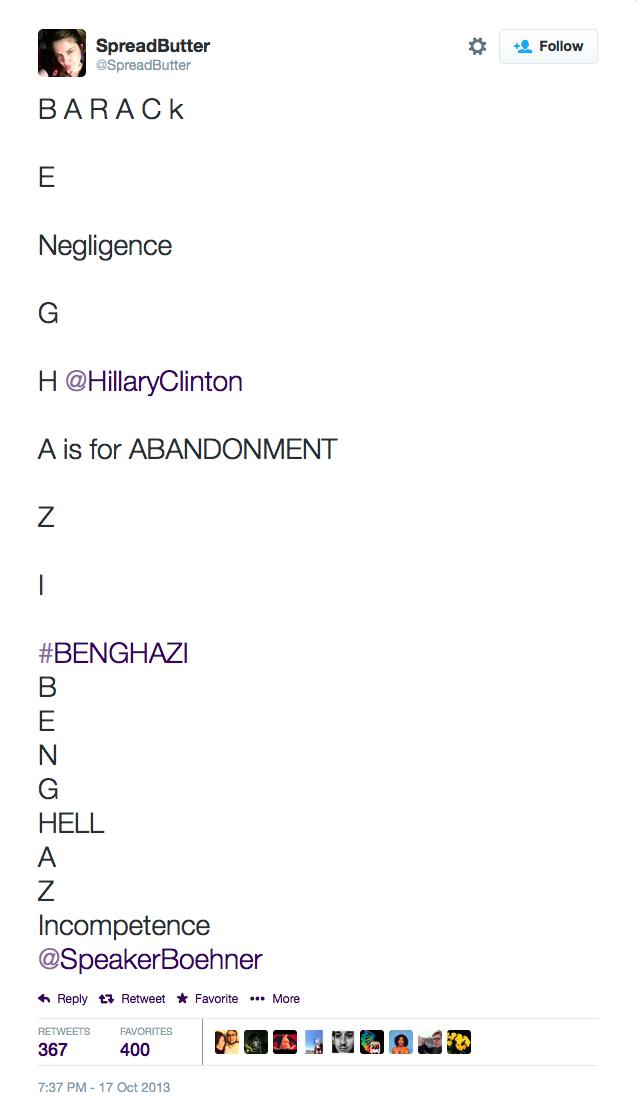 SpreadButter
@SpreadButter
Follow
B A R A C k
E
Negligence
G
H @HillaryClinton
A is for ABANDONMENT
Z
I
#BENGHAZI
B
E
N
G
HELL
A
Z
Incompetence
@SpeakerBoehner
Reply Retweet Favorite More
RETWEETS FAVORITES
367 400
7:37 PM - 17 Oct 2013